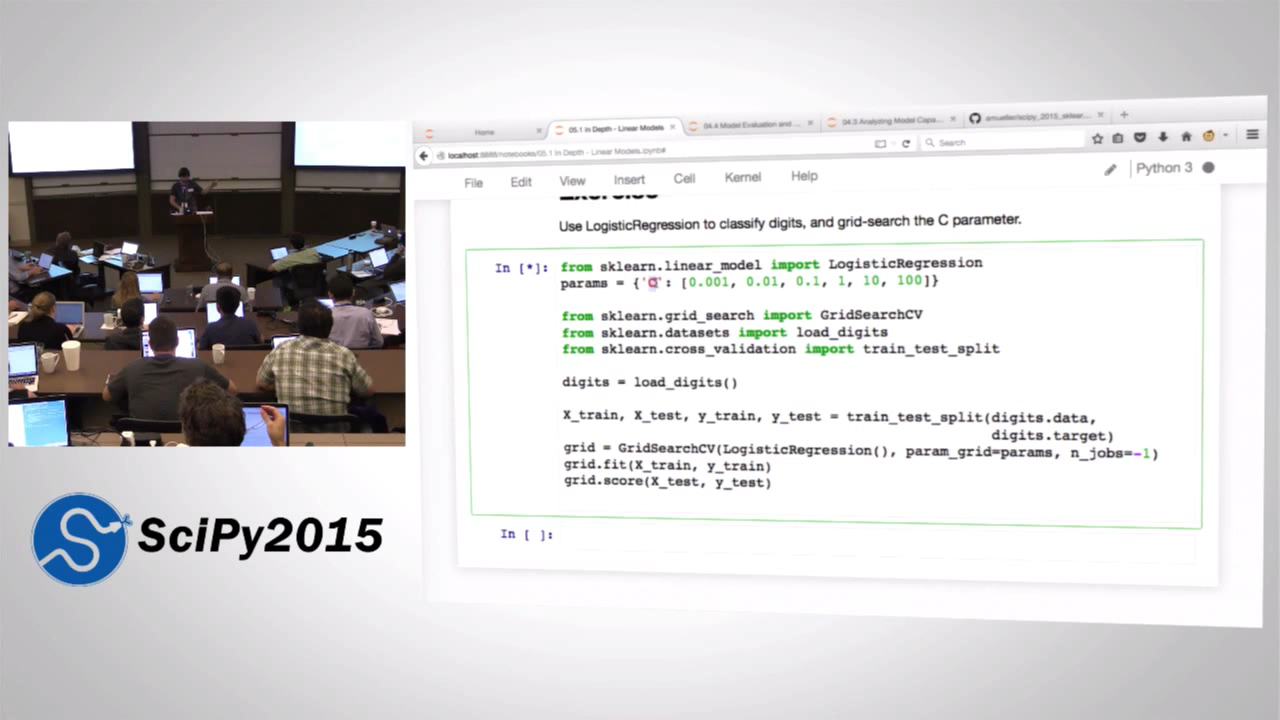 Home
05.1 In Depth - Linear Models
04.4 Model Evaluation and ...
04.3 Analyzing Model Capa...
amueller/scipy_2015_sklear...
localhost:8888/notebooks/05.1 In Depth - Linear Models.ipynb#
Search
File Edit View Insert Cell Kernel Help
Python 3
Exercise
Use LogisticRegression to classify digits, and grid-search the C parameter.
In [*]:
from sklearn.linear_model import LogisticRegression
params = {'C': [0.001, 0.01, 0.1, 1, 10, 100]}
from sklearn.grid_search import GridSearchCV
from sklearn.datasets import load_digits
from sklearn.cross_validation import train_test_split
digits = load_digits()
X_train, X_test, y_train, y_test = train_test_split(digits.data,
digits.target)
grid = GridSearchCV(LogisticRegression(), param_grid=params, n_jobs=-1)
grid.fit(X_train, y_train)
grid.score(X_test, y_test)
In [ ]:
SciPy2015